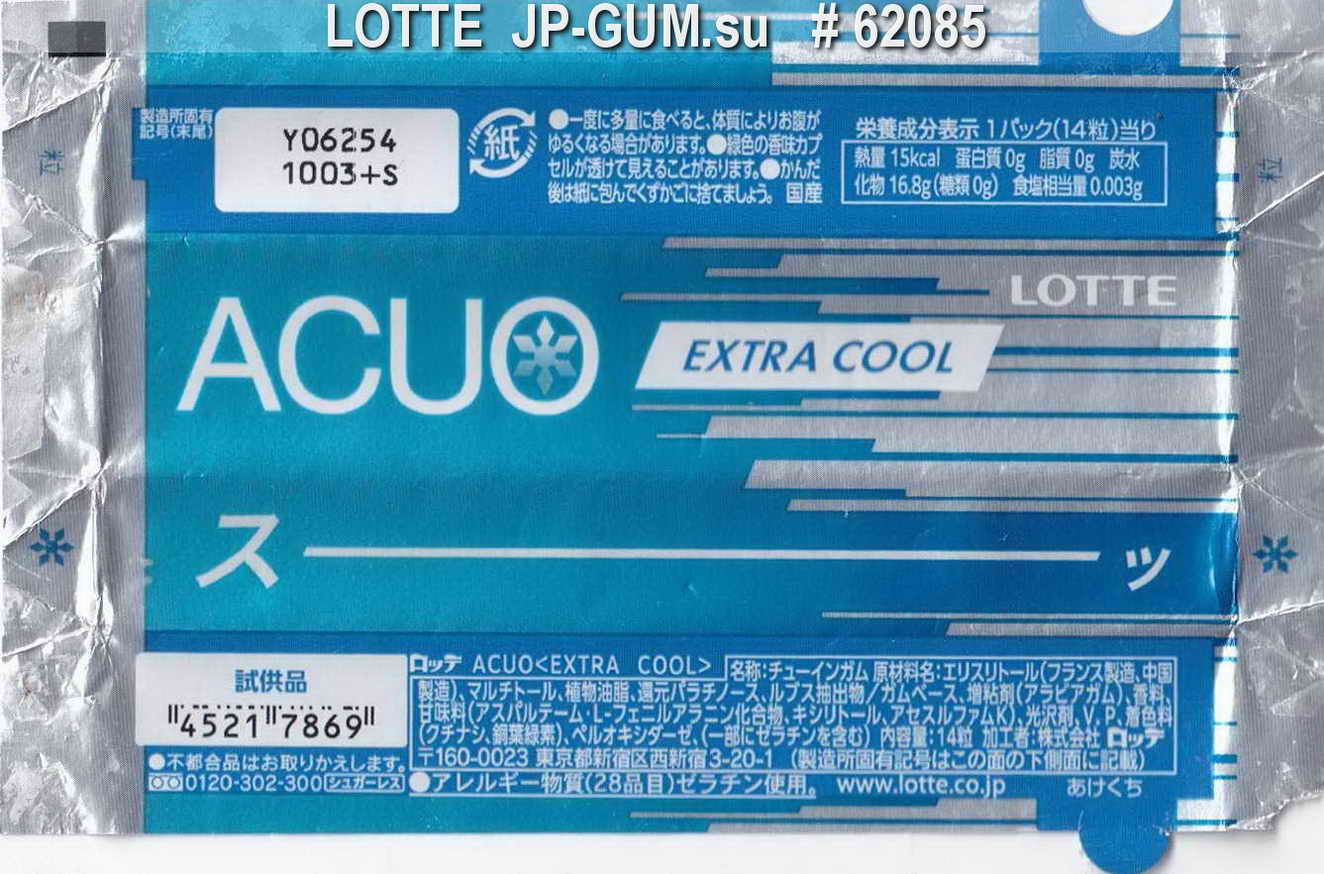 LOTTE JP-GUM.su # 62085
製造所固有
記号(末尾)
Y06254
1003+S
紙
●一度に多量に食べると、体質によりお腹が
ゆるくなる場合があります。●緑色の香味カプ
セルが透けて見えることがあります。●かんだ
後は紙に包んでくずかごに捨てましょう。 国産
栄養成分表示 1パック(14粒)当り
熱量 15kcal 蛋白質 0g 脂質 0g 炭水
化物 16.8g(糖類 0g) 食塩相当量 0.003g
LOTTE
ACUO
EXTRA COOL
スーッ
試供品
4521 7869
●不都合品はお取りかえします。
0120-302-300 シュガーレス
ロッテ ACUO<EXTRA COOL>
名称:チューインガム 原材料名:エリスリトール(フランス製造、中国
製造)、マルチトール、植物油脂、還元パラチノース、ルプス抽出物/ガムベース、増粘剤(アラビアガム)、香料、
甘味料(アスパルテーム・L-フェニルアラニン化合物、キシリトール、アセスルファムK)、光沢剤、V.P、着色料
(クチナシ、銅葉緑素)、ペルオキシダーゼ、(一部にゼラチンを含む) 内容量:14粒 加工者:株式会社 ロッテ
〒160-0023 東京都新宿区西新宿3-20-1 (製造所固有記号はこの面の下側面に記載)
●アレルギー物質(28品目)ゼラチン使用。 www.lotte.co.jp あけくち